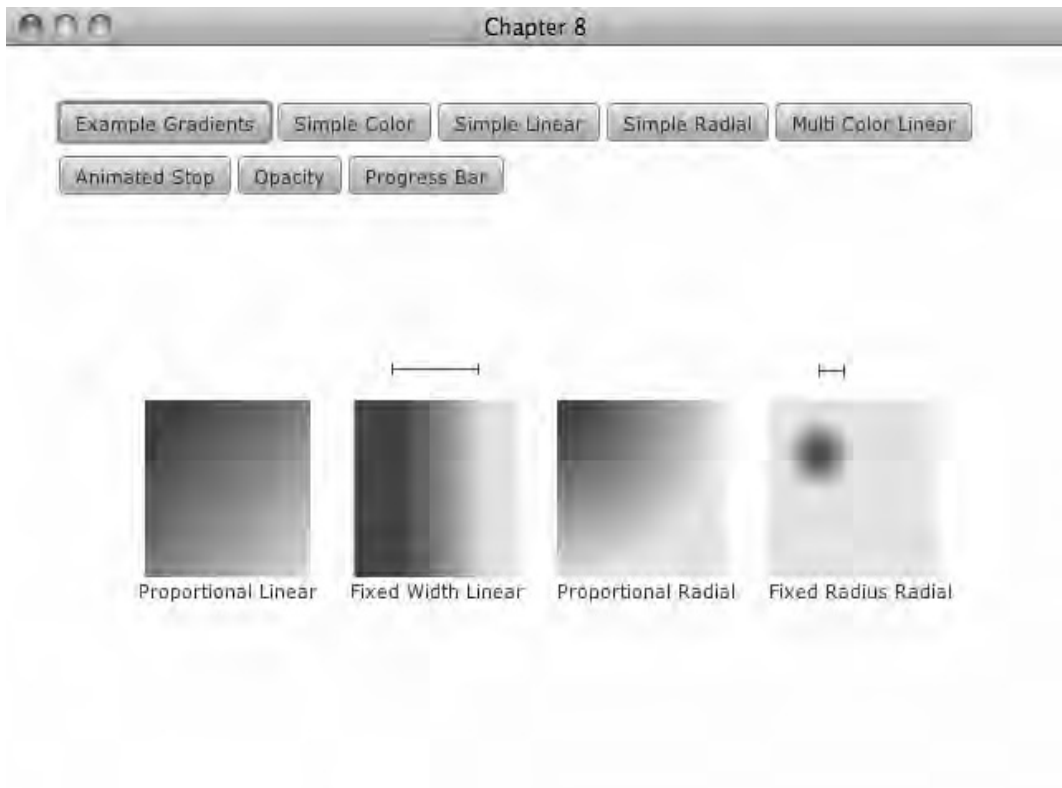 Chapter 8
Example Gradients Simple Color Simple Linear Simple Radial Multi Color Linear
Animated Stop Opacity Progress Bar
Proportional Linear Fixed Width Linear Proportional Radial Fixed Radius Radial